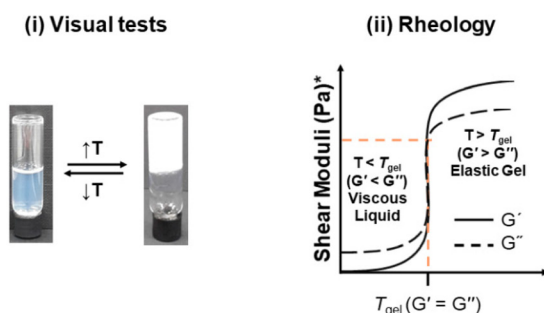 (i) Visual tests
↑T
↓T
(ii) Rheology
Shear Moduli (Pa)*
T < Tgel
(G′ < G″)
Viscous
Liquid
T> Tgel
(G′ > G″)
Elastic Gel
G′
G″
Tgel (G′ = G″)